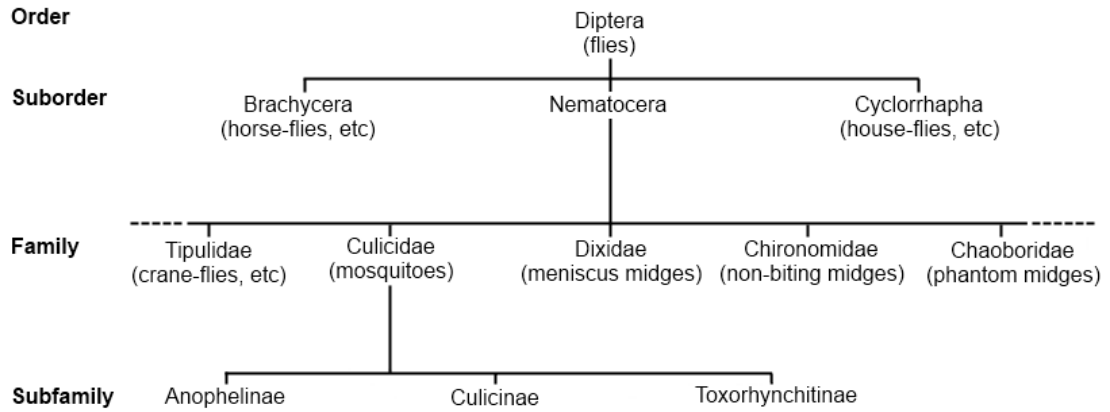 Order
Diptera
(flies)
Suborder
Brachycera
(horse-flies, etc)
Nematocera
Cyclorrhapha
(house-flies, etc)
Family
Tipulidae
(crane-flies, etc)
Culicidae
(mosquitoes)
Dixidae
(meniscus midges)
Chironomidae
(non-biting midges)
Chaoboridae
(phantom midges)
Subfamily
Anophelinae
Culicinae
Toxorhynchitinae